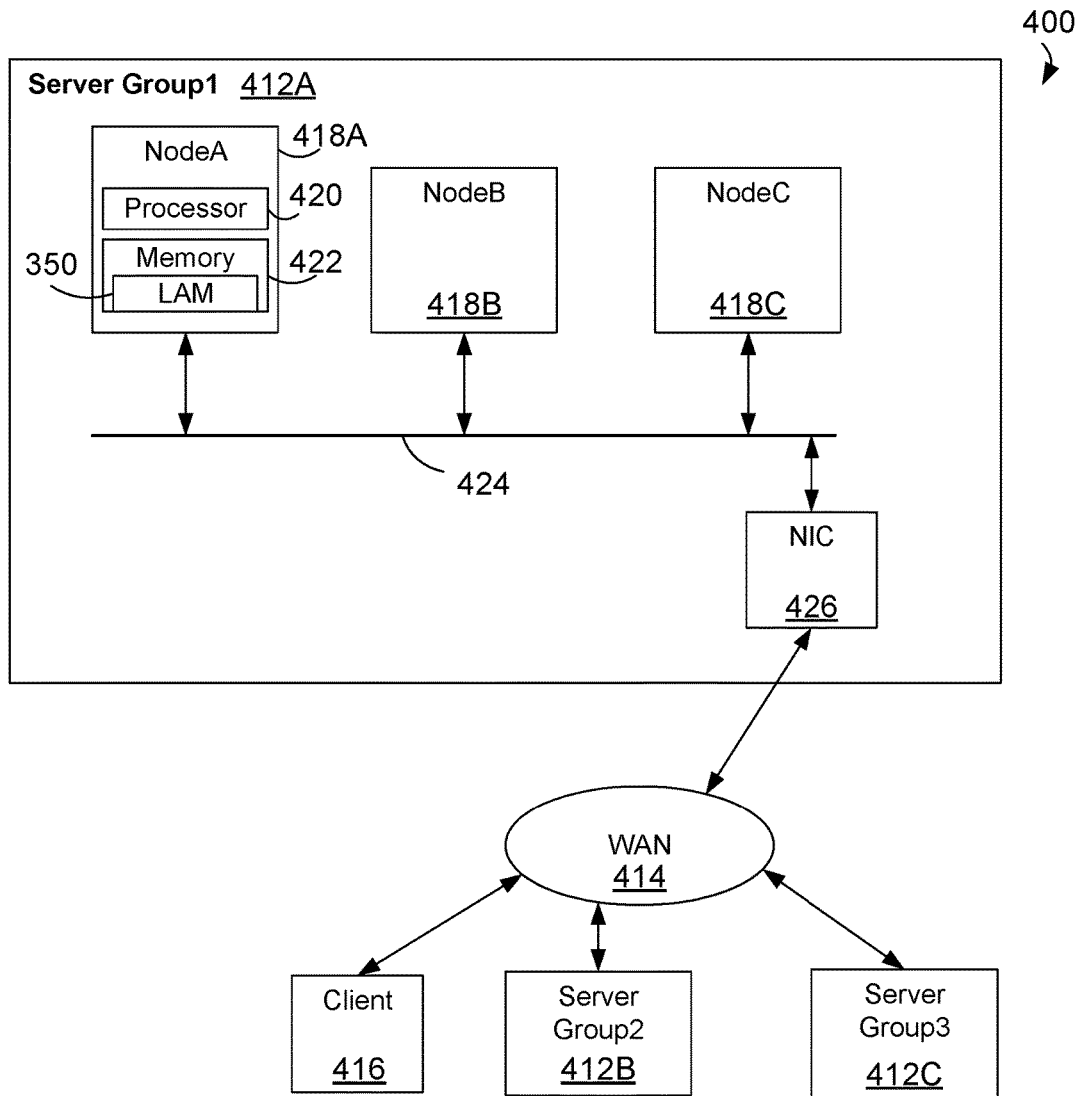 400
Server Group1 412A
NodeA
418A
Processor
420
Memory
422
350
LAM
NodeB
418B
NodeC
418C
424
NIC
426
WAN
414
Client
416
Server
Group2
412B
Server
Group3
412C